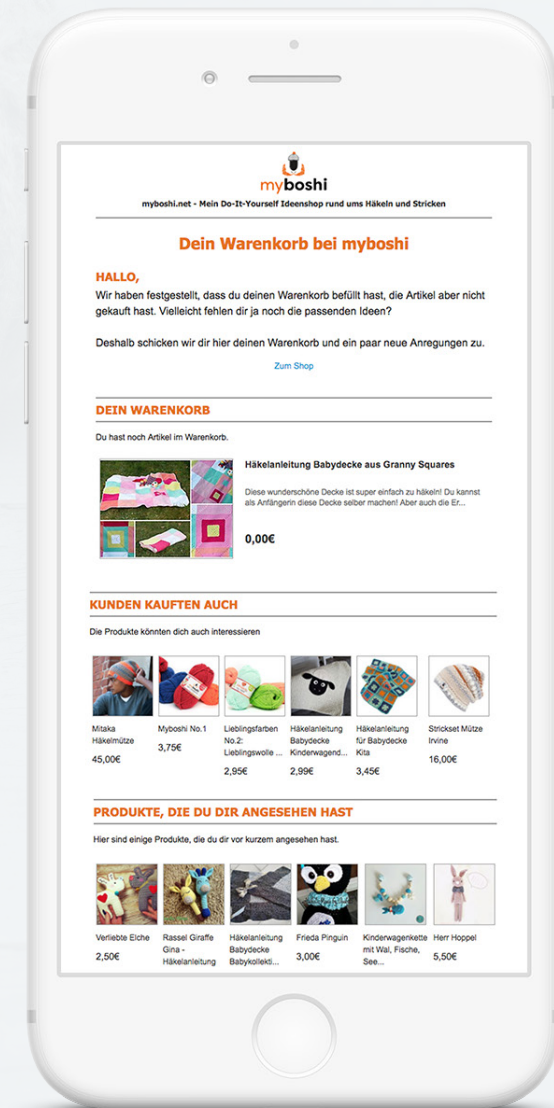 myboshi
myboshi.net - Mein Do-It-Yourself Ideenshop rund ums Häkeln und Stricken
Dein Warenkorb bei myboshi
HALLO,
Wir haben festgestellt, dass du deinen Warenkorb befüllt hast, die Artikel aber nicht
gekauft hast. Vielleicht fehlen dir ja noch die passenden Ideen?
Deshalb schicken wir dir hier deinen Warenkorb und ein paar neue Anregungen zu.
Zum Shop
DEIN WARENKORB
Du hast noch Artikel im Warenkorb.
Häkelanleitung Babydecke aus Granny Squares
Diese wunderschöne Decke ist super einfach zu häkeln! Du kannst
als Anfängerin diese Decke selber machen! Aber auch die Er...
0,00€
KUNDEN KAUFTEN AUCH
Die Produkte könnten dich auch interessieren
Mitaka
Häkelmütze
45,00€
Myboshi No.1
3,75€
Lieblingsfarben
No.2:
Lieblingswolle ...
2,95€
Häkelanleitung
Babydecke
Kinderwagend...
2,99€
Häkelanleitung
für Babydecke
Kita
3,45€
Strickset Mütze
Irvine
16,00€
PRODUKTE, DIE DU DIR ANGESEHEN HAST
Hier sind einige Produkte, die du dir vor kurzem angesehen hast.
Verliebte Elche
2,50€
Rassel Giraffe
Gina -
Häkelanleitung
Häkelanleitung
Babydecke
Babykollekti...
Frieda Pinguin
3,00€
Kinderwagenkette
mit Wal, Fische,
See...
Herr Hoppel
5,50€